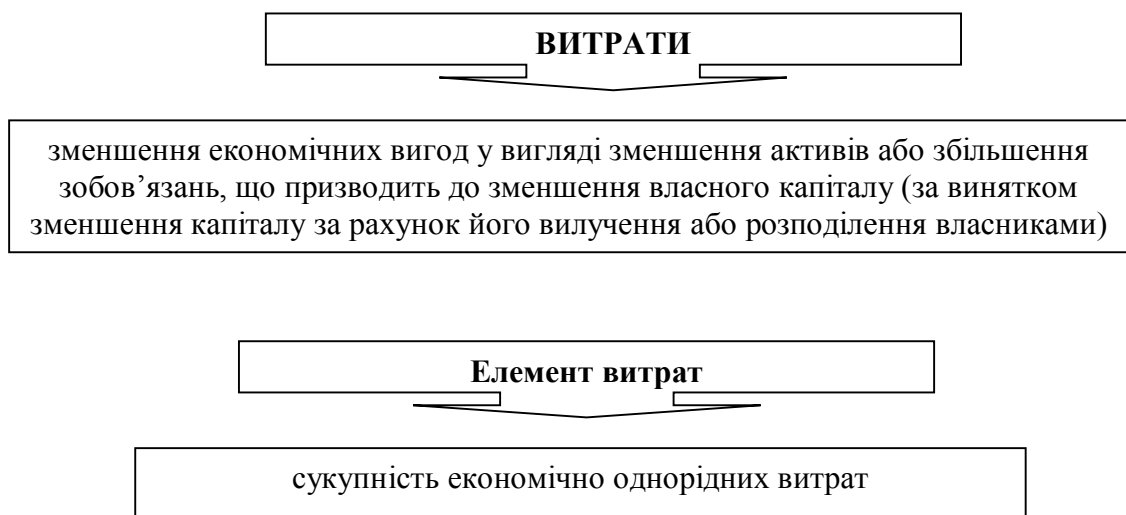 ВИТРАТИ
зменшення економічних вигод у вигляді зменшення активів або збільшення
зобов’язань, що призводить до зменшення власного капіталу (за винятком
зменшення капіталу за рахунок його вилучення або розподілення власниками)
Елемент витрат
сукупність економічно однорідних витрат